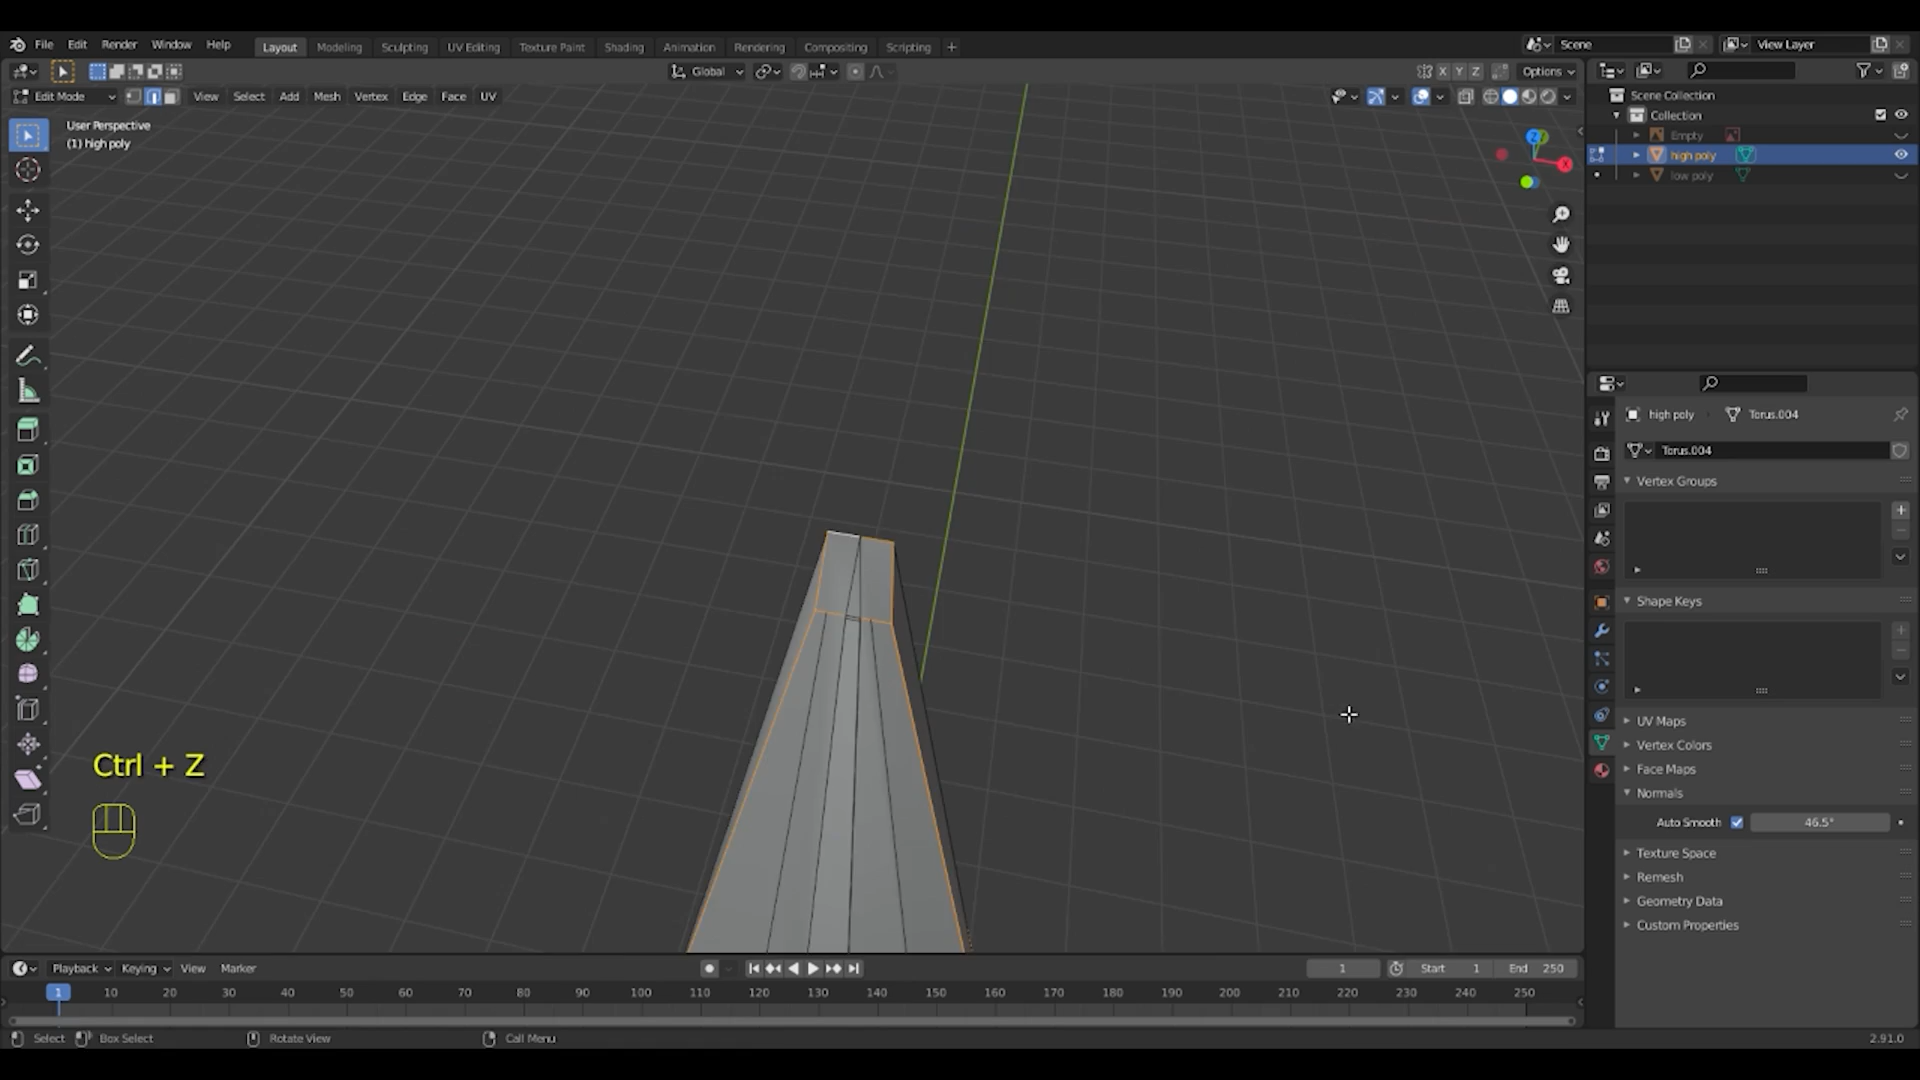 File Edit Render Window Help Layout Modeling Sculpting UV Editing Texture Paint Shading Animation Rendering Compositing Scripting + Scene View Layer
Global X Y Z Options
Edit Mode View Select Add Mesh Vertex Edge Face UV
User Perspective
(1) high poly
Z
X
Scene Collection
Collection
Empty
high poly
low poly
high poly Torus.004
Torus.004
Vertex Groups
Shape Keys
UV Maps
Vertex Colors
Face Maps
Normals
Auto Smooth 46.5°
Texture Space
Remesh
Geometry Data
Custom Properties
Ctrl + Z
Playback Keying View Marker 1 Start 1 End 250
1 10 20 30 40 50 60 70 80 90 100 110 120 130 140 150 160 170 180 190 200 210 220 230 240 250
Select Box Select Rotate View Call Menu 2.91.0